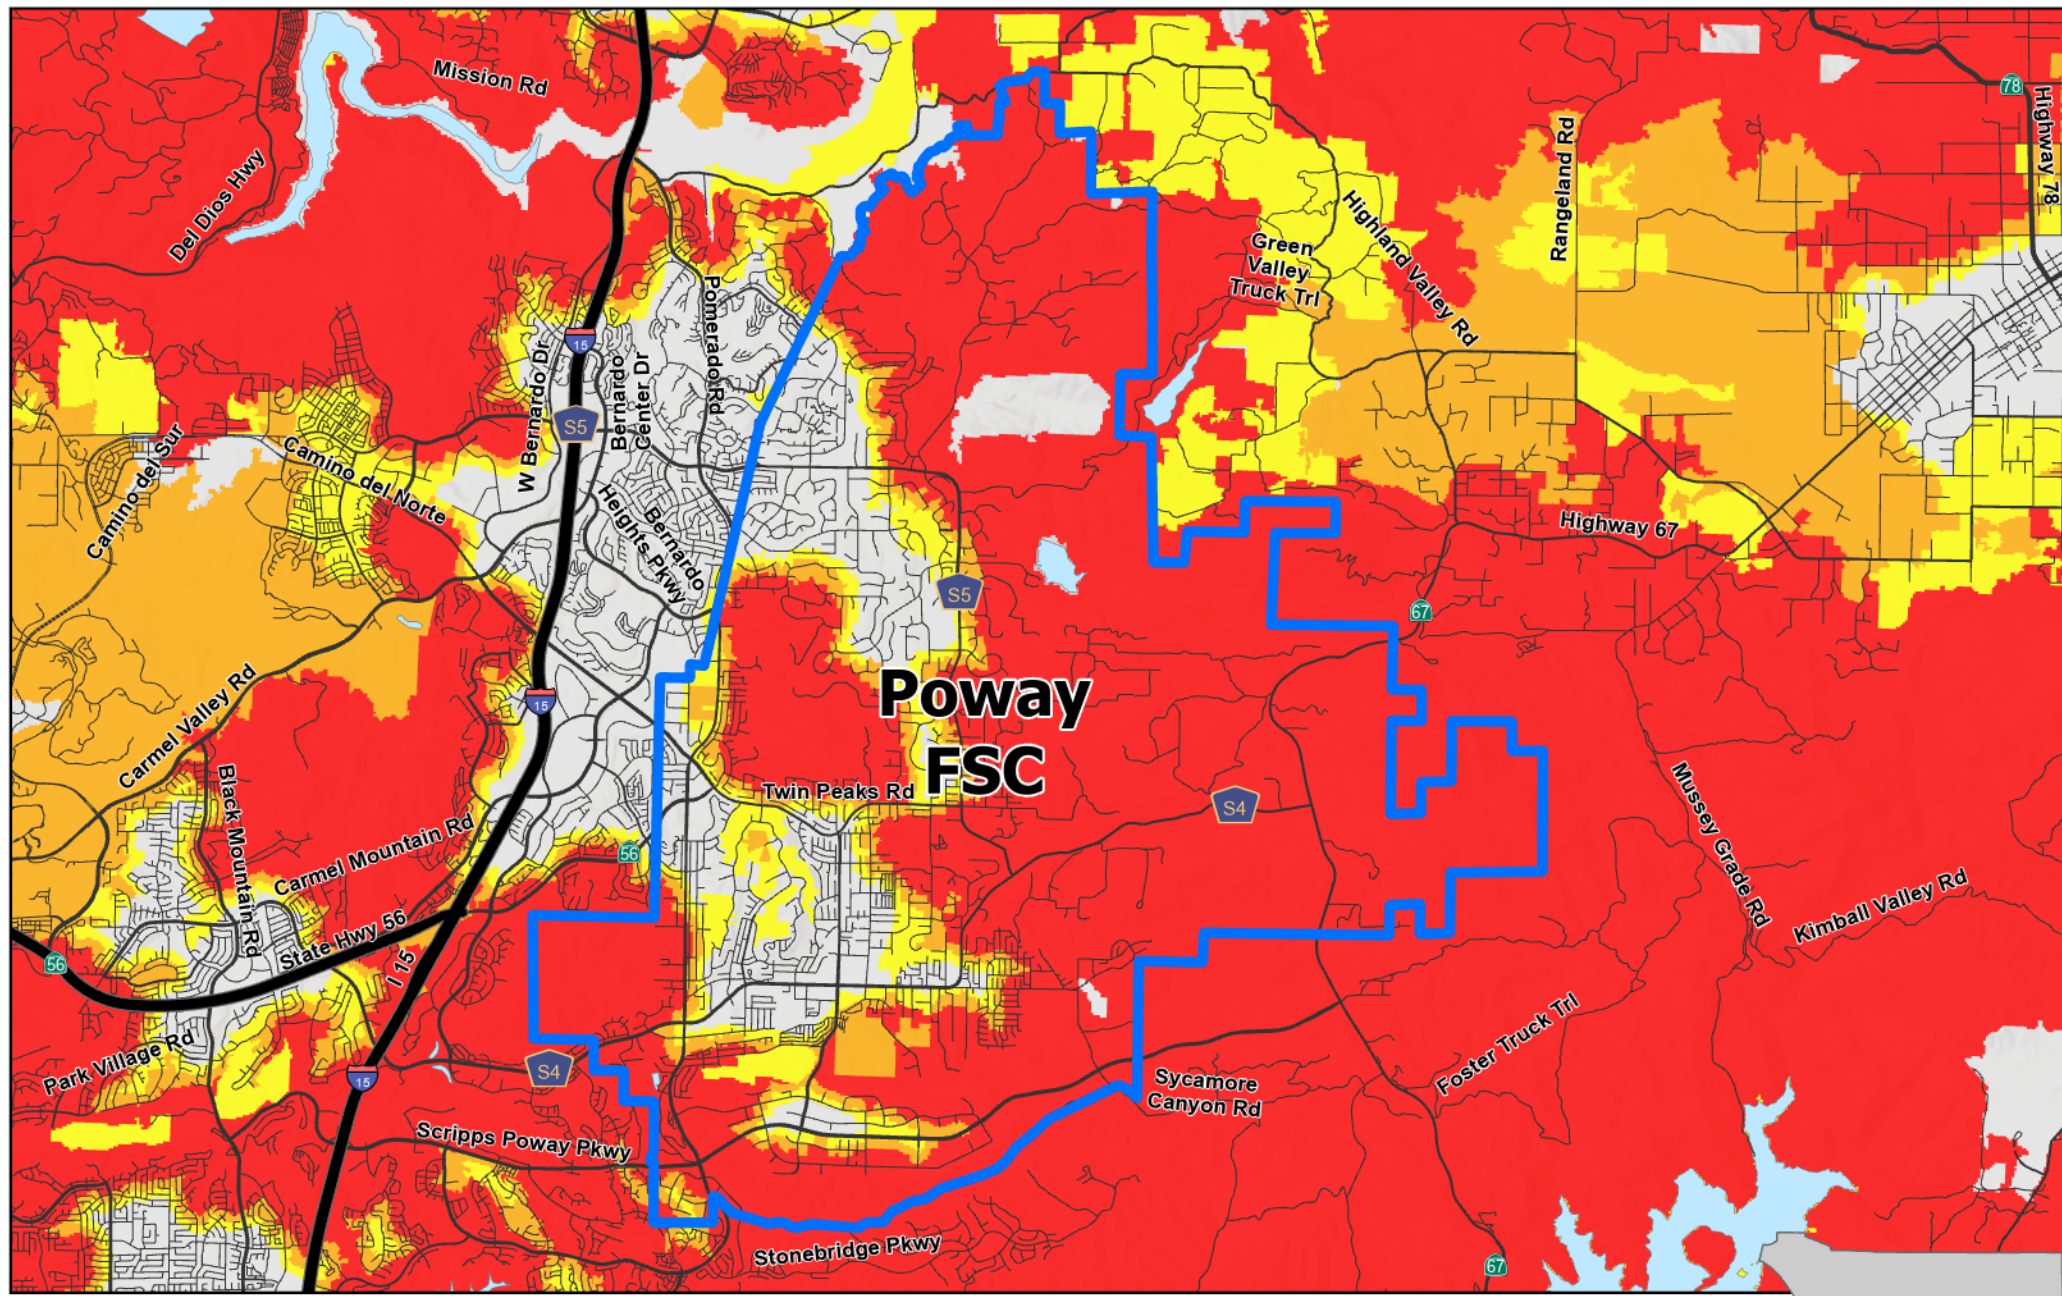 Mission Rd
78
Highway 78
Del Dios Hwy
Rangeland Rd
Highland Valley Rd
Green
Valley
Truck Trl
Pomerado Rd
15
W Bernardo Dr
Bernardo
Center Dr
S5
Camino del Sur
Camino del Norte
Bernardo
Heights Pkwy
Highway 67
S5
67
Poway
FSC
15
Carmel Valley Rd
Twin Peaks Rd
S4
Black Mountain Rd
Carmel Mountain Rd
56
Mussey Grade Rd
Kimball Valley Rd
State Hwy 56
I 15
56
Park Village Rd
15
S4
Foster Truck Trl
Sycamore
Canyon Rd
Scripps Poway Pkwy
Stonebridge Pkwy
67